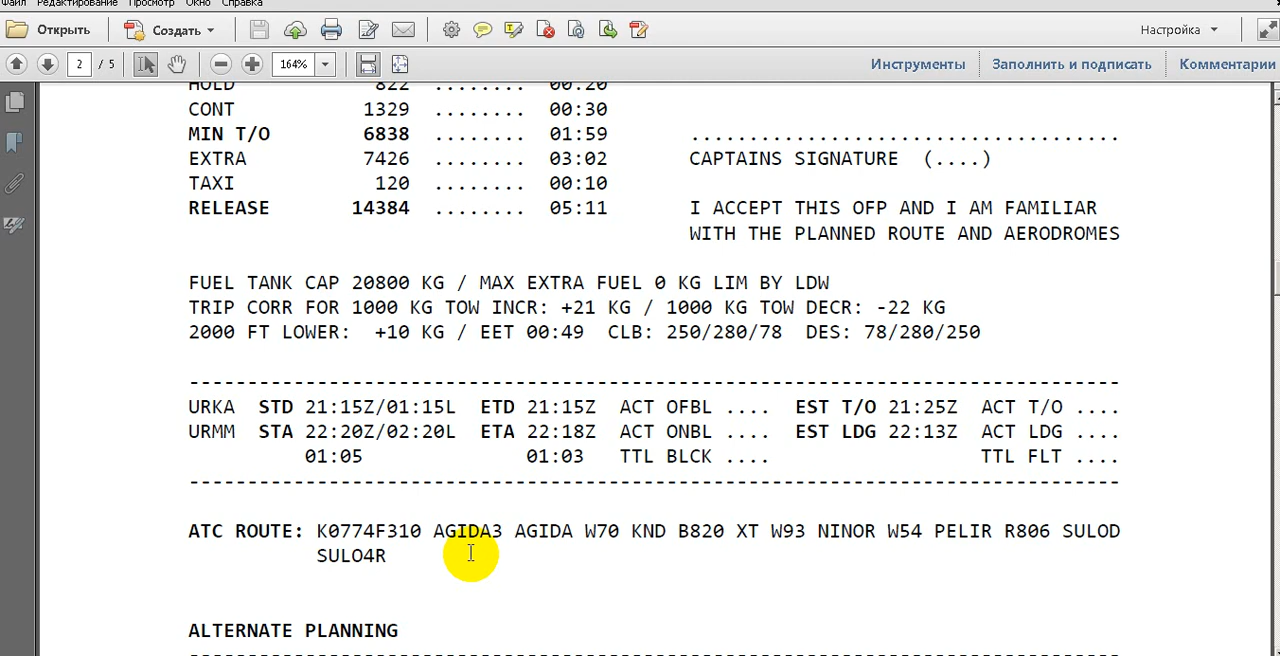 Файл Редактирование Просмотр Окно Справка
Открыть Создать Настройка
2 / 5 164% Инструменты Заполнить и подписать Комментарии
HOLD 822 ........ 00:20
CONT 1329 ........ 00:30
MIN T/O 6838 ........ 01:59 .....................................
EXTRA 7426 ........ 03:02 CAPTAINS SIGNATURE (....)
TAXI 120 ........ 00:10
RELEASE 14384 ........ 05:11 I ACCEPT THIS OFP AND I AM FAMILIAR
WITH THE PLANNED ROUTE AND AERODROMES
FUEL TANK CAP 20800 KG / MAX EXTRA FUEL 0 KG LIM BY LDW
TRIP CORR FOR 1000 KG TOW INCR: +21 KG / 1000 KG TOW DECR: -22 KG
2000 FT LOWER: +10 KG / EET 00:49 CLB: 250/280/78 DES: 78/280/250
--------------------------------------------------------------------------------
URKA STD 21:15Z/01:15L ETD 21:15Z ACT OFBL .... EST T/O 21:25Z ACT T/O ....
URMM STA 22:20Z/02:20L ETA 22:18Z ACT ONBL .... EST LDG 22:13Z ACT LDG ....
01:05 01:03 TTL BLCK .... TTL FLT ....
--------------------------------------------------------------------------------
ATC ROUTE: K0774F310 AGIDA3 AGIDA W70 KND B820 XT W93 NINOR W54 PELIR R806 SULOD
SULO4R
ALTERNATE PLANNING
--------------------------------------------------------------------------------